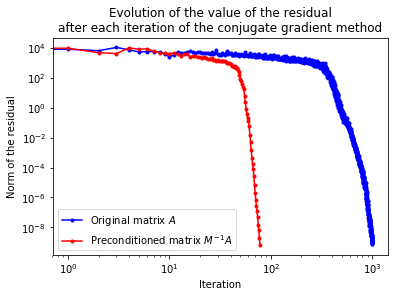 Evolution of the value of the residual
after each iteration of the conjugate gradient method
Norm of the residual
10⁴
10²
10⁰
10⁻²
10⁻⁴
10⁻⁶
10⁻⁸
Original matrix A
Preconditioned matrix M⁻¹A
10⁰ 10¹ 10² 10³
Iteration